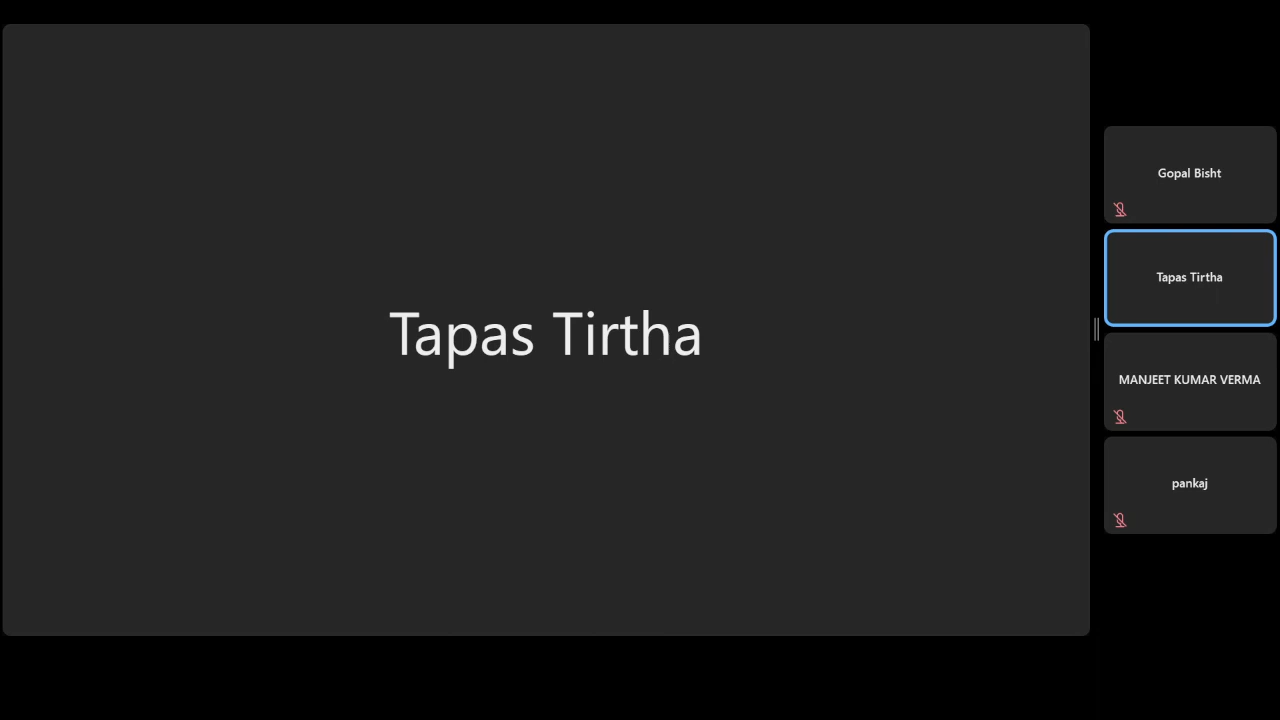 Tapas Tirtha
Gopal Bisht
Tapas Tirtha
MANJEET KUMAR VERMA
pankaj